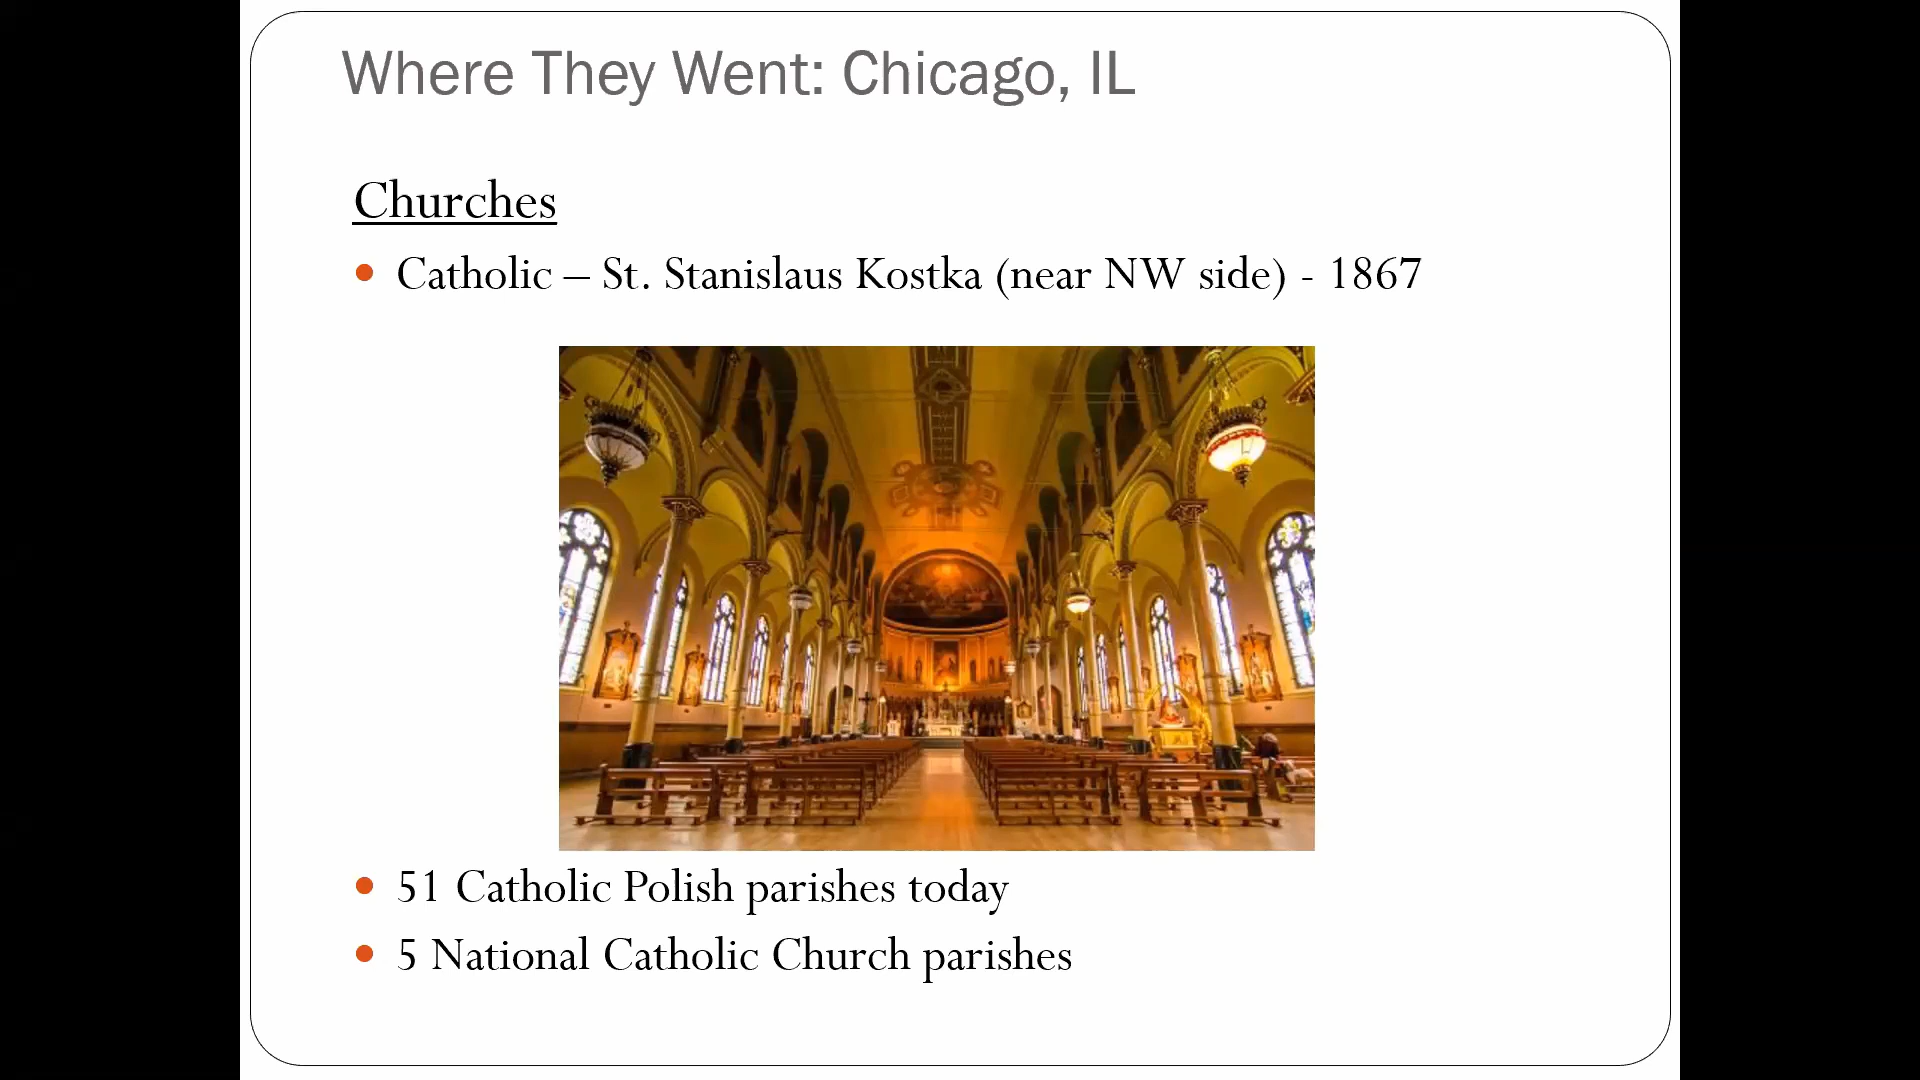 Where They Went: Chicago, IL
Churches
• Catholic – St. Stanislaus Kostka (near NW side) - 1867
• 51 Catholic Polish parishes today
• 5 National Catholic Church parishes